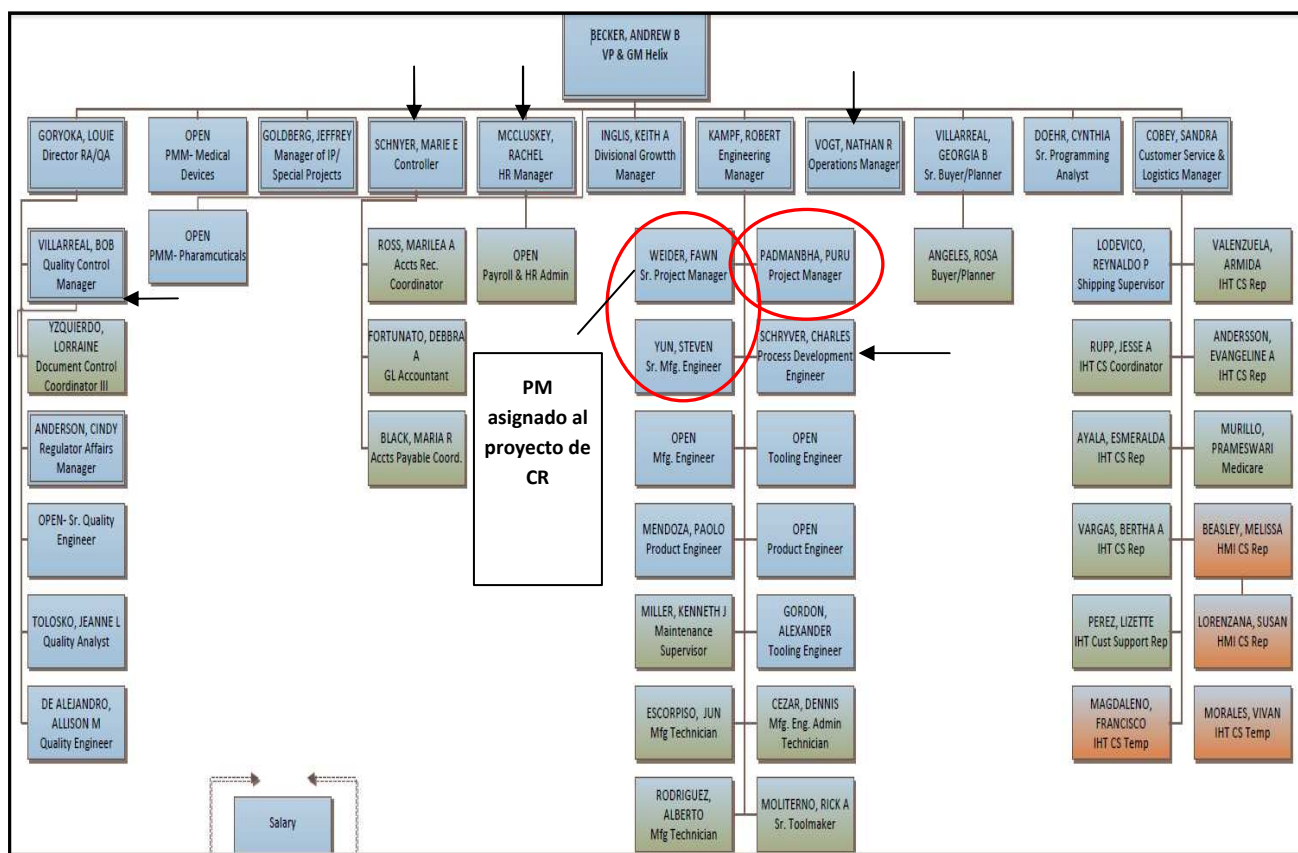 BECKER, ANDREW B
VP & GM Helix
GORYOKA, LOUIE
Director RA/QA
OPEN
PMM- Medical
Devices
GOLDBERG, JEFFREY
Manager of IP/
Special Projects
SCHNYER, MARIE E
Controller
MCCLUSKEY,
RACHEL
HR Manager
INGLIS, KEITH A
Divisional Growtth
Manager
KAMPF, ROBERT
Engineering
Manager
VOGT, NATHAN R
Operations Manager
VILLARREAL,
GEORGIA B
Sr. Buyer/Planner
DOEHR, CYNTHIA
Sr. Programming
Analyst
COBEY, SANDRA
Customer Service &
Logistics Manager
VILLARREAL, BOB
Quality Control
Manager
OPEN
PMM- Pharamcuticals
ROSS, MARILEA A
Accts Rec.
Coordinator
OPEN
Payroll & HR Admin
WEIDER, FAWN
Sr. Project Manager
PADMANBHA, PURU
Project Manager
ANGELES, ROSA
Buyer/Planner
LODEVICO,
REYNALDO P
Shipping Supervisor
VALENZUELA,
ARMIDA
IHT CS Rep
YZQUIERDO,
LORRAINE
Document Control
Coordinator III
FORTUNATO, DEBBRA
A
GL Accountant
PM
asignado al
proyecto de
CR
YUN, STEVEN
Sr. Mfg. Engineer
SCHRYVER, CHARLES
Process Development
Engineer
RUPP, JESSE A
IHT CS Coordinator
ANDERSSON,
EVANGELINE A
IHT CS Rep
ANDERSON, CINDY
Regulator Affairs
Manager
BLACK, MARIA R
Accts Payable Coord.
OPEN
Mfg. Engineer
OPEN
Tooling Engineer
AYALA, ESMERALDA
IHT CS Rep
MURILLO,
PRAMESWARI
Medicare
OPEN- Sr. Quality
Engineer
MENDOZA, PAOLO
Product Engineer
OPEN
Product Engineer
VARGAS, BERTHA A
IHT CS Rep
BEASLEY, MELISSA
HMI CS Rep
TOLOSKO, JEANNE L
Quality Analyst
MILLER, KENNETH J
Maintenance
Supervisor
GORDON,
ALEXANDER
Tooling Engineer
PEREZ, LIZETTE
IHT Cust Support Rep
LORENZANA, SUSAN
HMI CS Rep
DE ALEJANDRO,
ALLISON M
Quality Engineer
ESCORPISO, JUN
Mfg Technician
CEZAR, DENNIS
Mfg. Eng. Admin
Technician
MAGDALENO,
FRANCISCO
IHT CS Temp
MORALES, VIVAN
IHT CS Temp
Salary
RODRIGUEZ,
ALBERTO
Mfg Technician
MOLITERNO, RICK A
Sr. Toolmaker